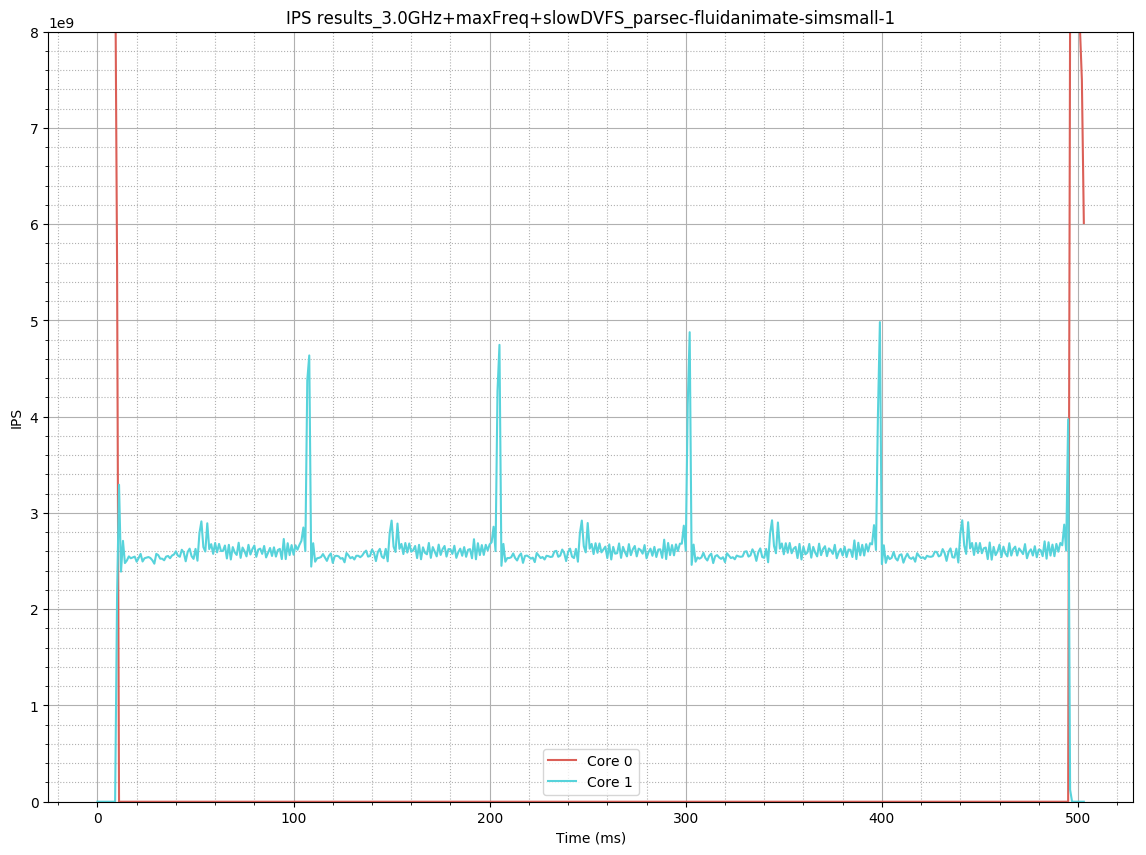 IPS results_3.0GHz+maxFreq+slowDVFS_parsec-fluidanimate-simsmall-1
1e9
8
7
6
5
4
3
2
1
0
IPS
Core 0
Core 1
0 100 200 300 400 500
Time (ms)